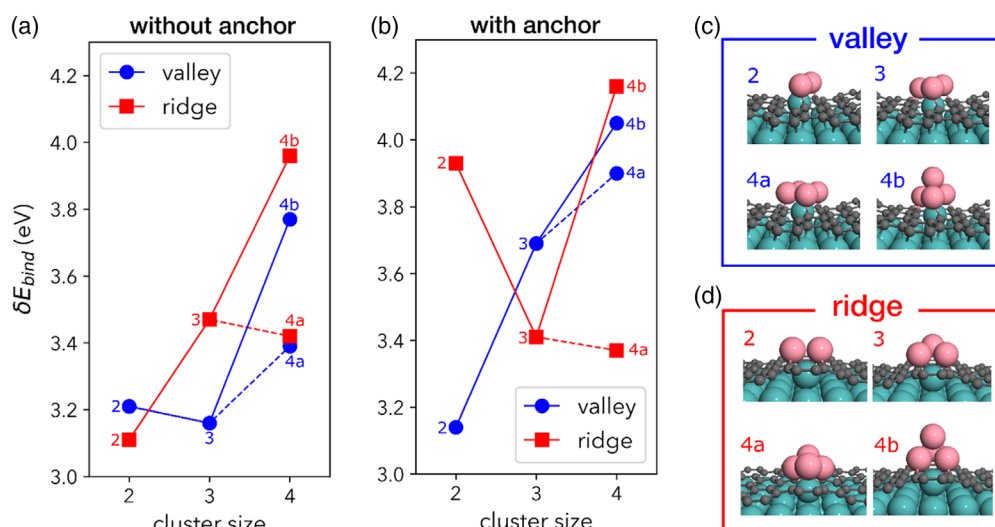 (a)
without anchor
δE_bind (eV)
4.2
4.0
3.8
3.6
3.4
3.2
3.0
valley
ridge
4b
4b
3
4a
4a
2
3
2
2
3
4
cluster size
(b)
with anchor
4.2
4.0
3.8
3.6
3.4
3.2
3.0
4b
4b
2
4a
3
3
4a
2
valley
ridge
2
3
4
cluster size
(c)
valley
2
3
4a
4b
(d)
ridge
2
3
4a
4b